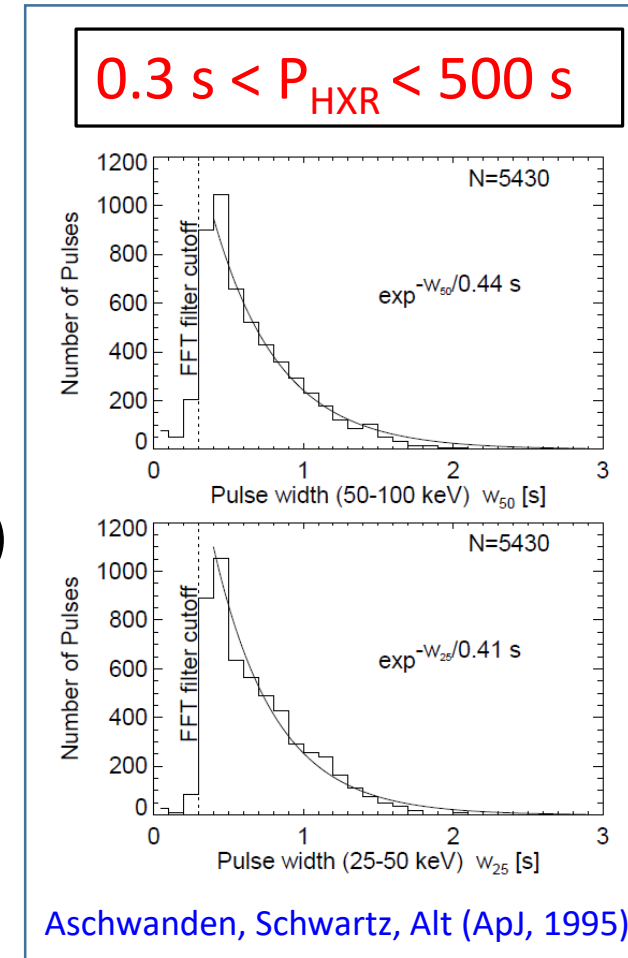 0.3 s < P_HXR < 500 s
1200
1000
800
600
400
200
0
Number of Pulses
FFT filter cutoff
N=5430
exp^-w₅₀/0.44 s
0 1 2 3
Pulse width (50-100 keV) w₅₀ [s]
)
1200
1000
800
600
400
200
0
Number of Pulses
FFT filter cutoff
N=5430
exp^-w₂₅/0.41 s
0 1 2 3
Pulse width (25-50 keV) w₂₅ [s]
Aschwanden, Schwartz, Alt (ApJ, 1995)